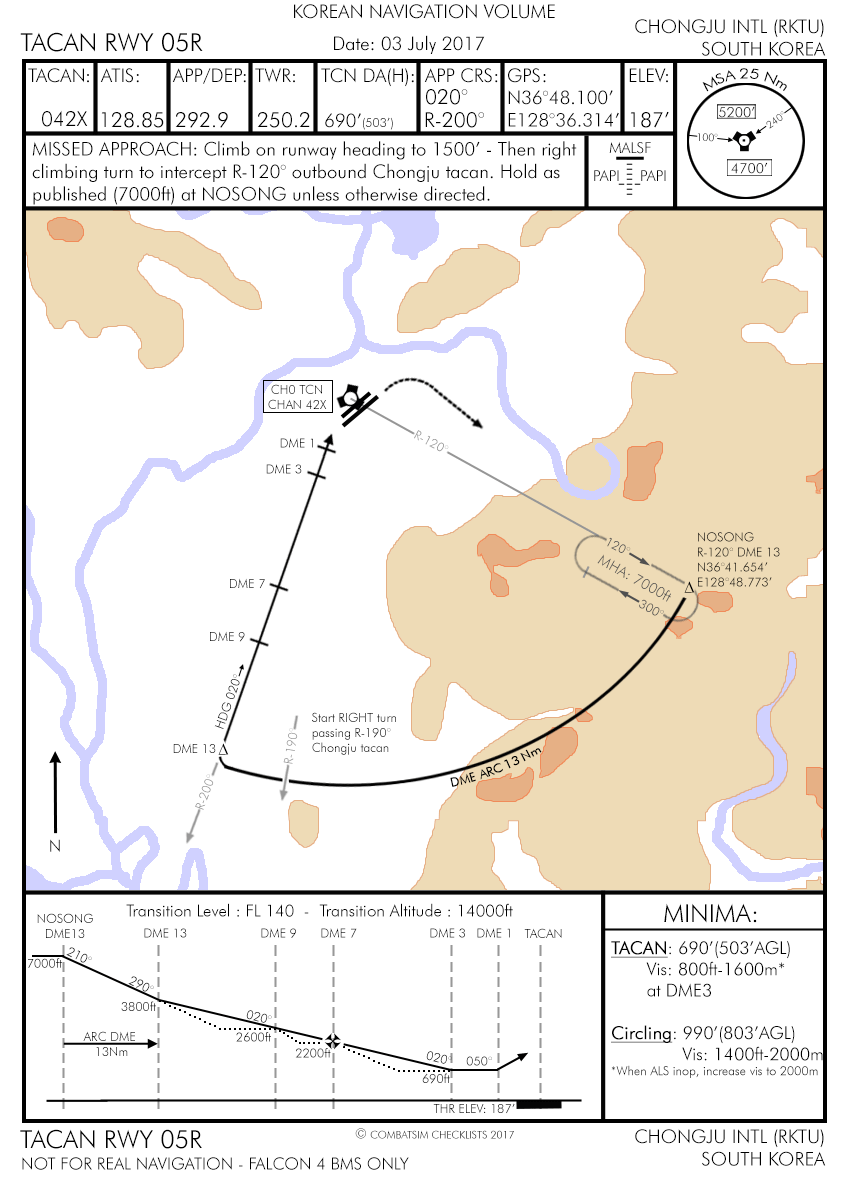 KOREAN NAVIGATION VOLUME
TACAN RWY 05R
Date: 03 July 2017
CHONGJU INTL (RKTU)
SOUTH KOREA
TACAN:
042X
ATIS:
128.85
APP/DEP:
292.9
TWR:
250.2
TCN DA(H):
690'(503')
APP CRS:
020°
R-200°
GPS:
N36°48.100'
E128°36.314'
ELEV:
187'
MSA 25 Nm
5200'
240°
100°
4700'
MISSED APPROACH: Climb on runway heading to 1500' - Then right
climbing turn to intercept R-120° outbound Chongju tacan. Hold as
published (7000ft) at NOSONG unless otherwise directed.
MALSF
PAPI PAPI
CH0 TCN
CHAN 42X
R-120°
DME 1
DME 3
DME 7
DME 9
HDG 020°
DME 13
R-200°
R-190°
Start RIGHT turn
passing R-190°
Chongju tacan
120°
MHA: 7000ft
300°
NOSONG
R-120° DME 13
N36°41.654'
E128°48.773'
DME ARC 13 Nm
N
Transition Level : FL 140 - Transition Altitude : 14000ft
NOSONG
DME13
DME 13
DME 9
DME 7
DME 3
DME 1
TACAN
7000ft
210°
290°
3800ft
020°
2600ft
2200ft
020°
690ft
050°
ARC DME
13Nm
THR ELEV: 187'
MINIMA:
TACAN: 690'(503'AGL)
Vis: 800ft-1600m*
at DME3
Circling: 990'(803'AGL)
Vis: 1400ft-2000m
*When ALS inop, increase vis to 2000m
TACAN RWY 05R
NOT FOR REAL NAVIGATION - FALCON 4 BMS ONLY
© COMBATSIM CHECKLISTS 2017
CHONGJU INTL (RKTU)
SOUTH KOREA